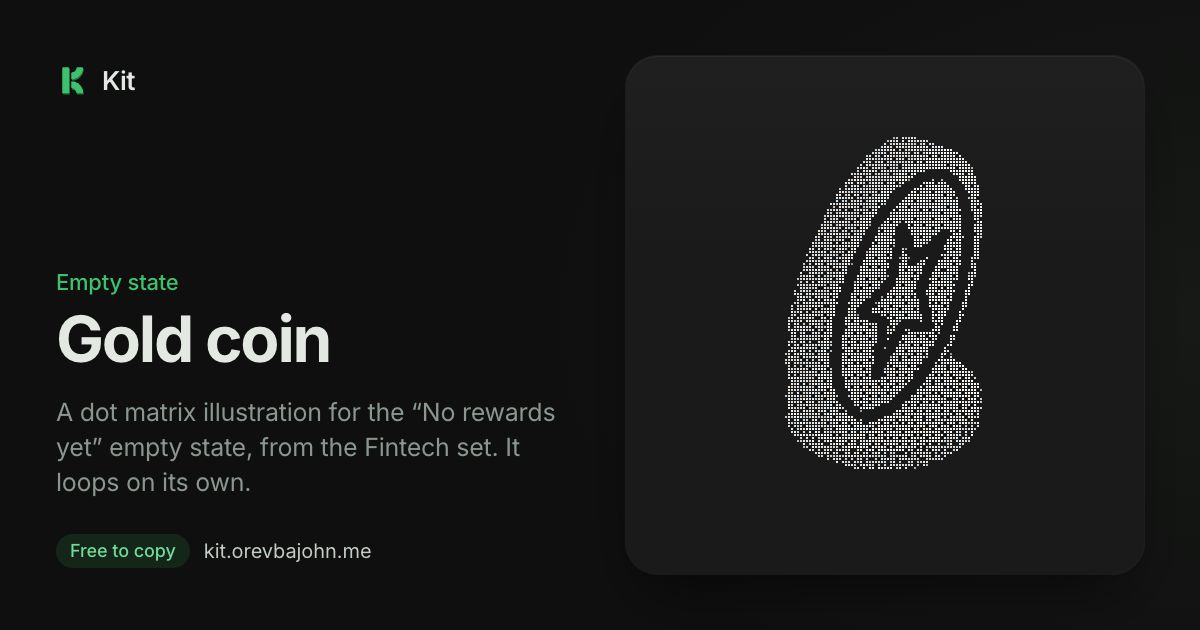 Kit
Empty state
Gold coin
A dot matrix illustration for the “No rewards
yet” empty state, from the Fintech set. It
loops on its own.
Free to copy
kit.orevbajohn.me